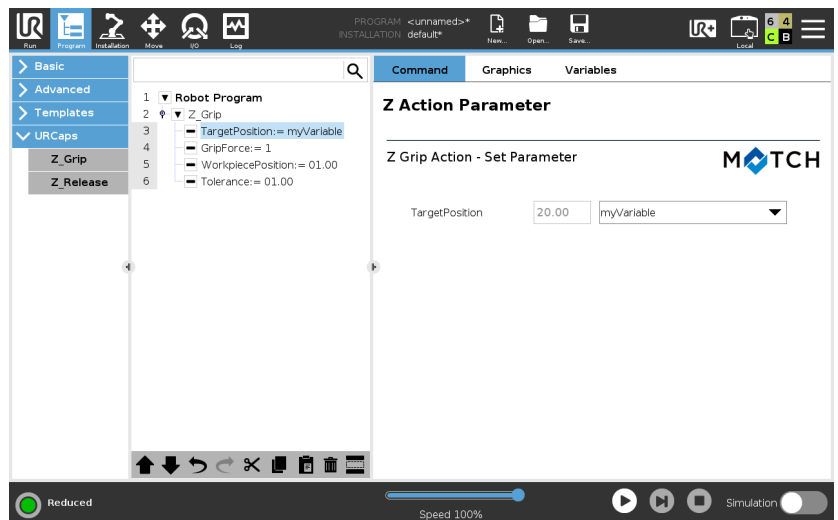 UR
PROGRAM <unnamed>*
INSTALLATION default*
R+
6 4
C B
Run Program Installation Move I/O Log New... Open... Save... Local
Basic
Advanced
Templates
URCaps
Z_Grip
Z_Release
1 Robot Program
2 Z_Grip
3 TargetPosition:= myVariable
4 GripForce:= 1
5 WorkpiecePosition:= 01.00
6 Tolerance:= 01.00
Command Graphics Variables
Z Action Parameter
Z Grip Action - Set Parameter
MATCH
TargetPosition 20.00 myVariable
Reduced
Speed 100%
Simulation